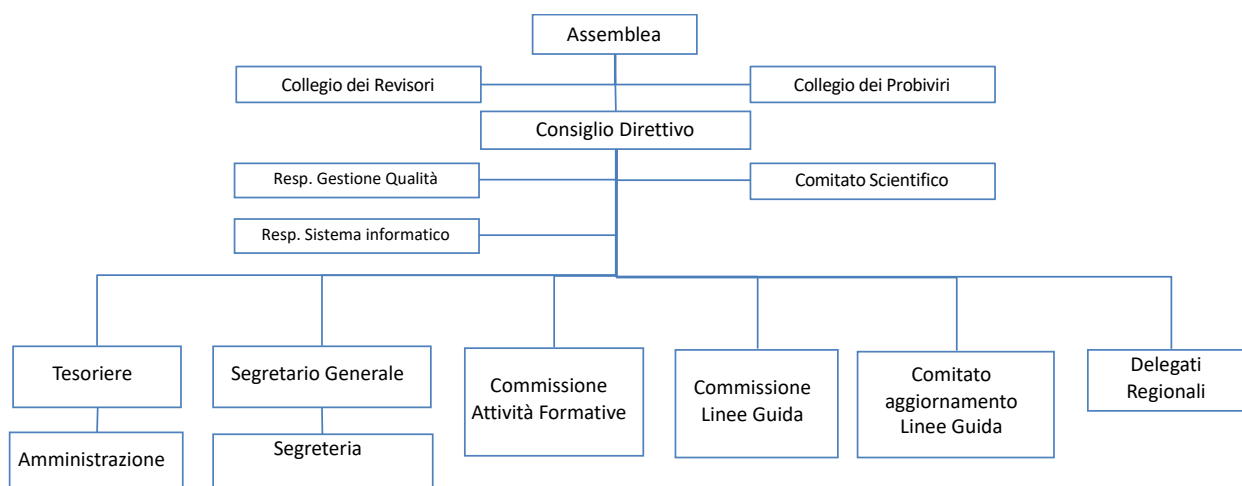 Assemblea
Collegio dei Revisori
Collegio dei Probiviri
Consiglio Direttivo
Resp. Gestione Qualità
Comitato Scientifico
Resp. Sistema informatico
Tesoriere
Segretario Generale
Commissione
Attività Formative
Commissione
Linee Guida
Comitato
aggiornamento
Linee Guida
Delegati
Regionali
Amministrazione
Segreteria